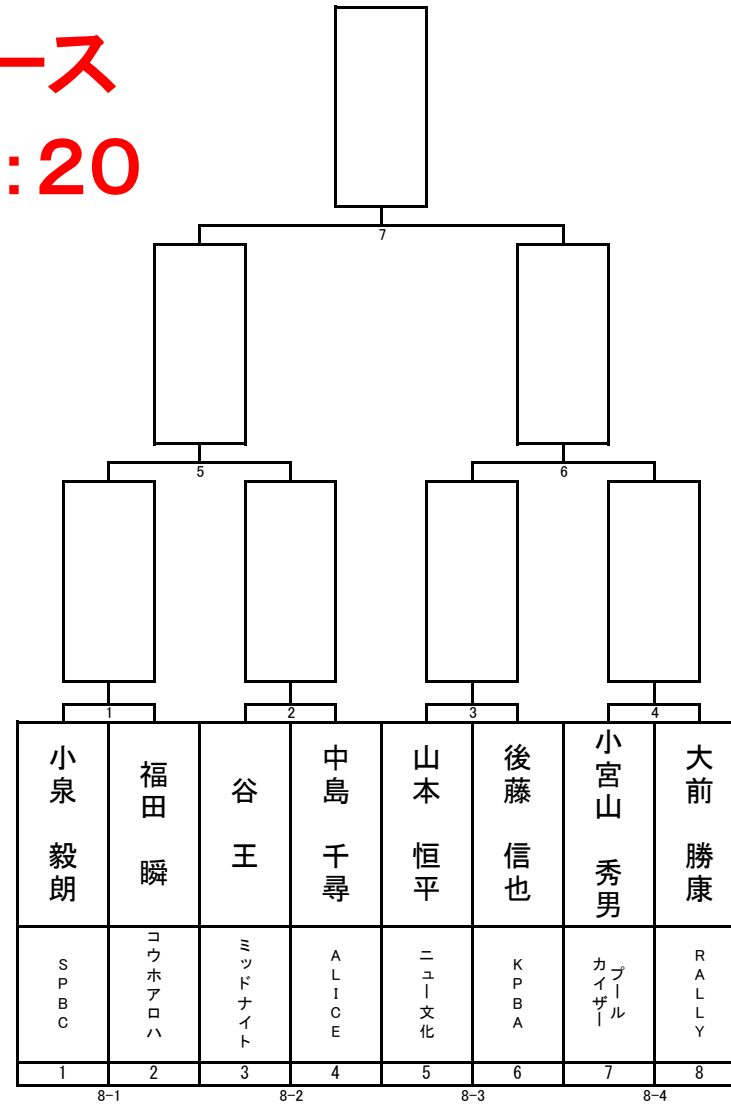 ース
:20
7
5
6
1
2
3
4
小泉 毅朗
福田 瞬
谷 王
中島 千尋
山本 恒平
後藤 信也
小宮山 秀男
大前 勝康
SPBC
コウホアロハ
ミッドナイト
ALICE
ニュー文化
KPBA
プール
カイザー
RALLY
1
2
3
4
5
6
7
8
8-1
8-2
8-3
8-4